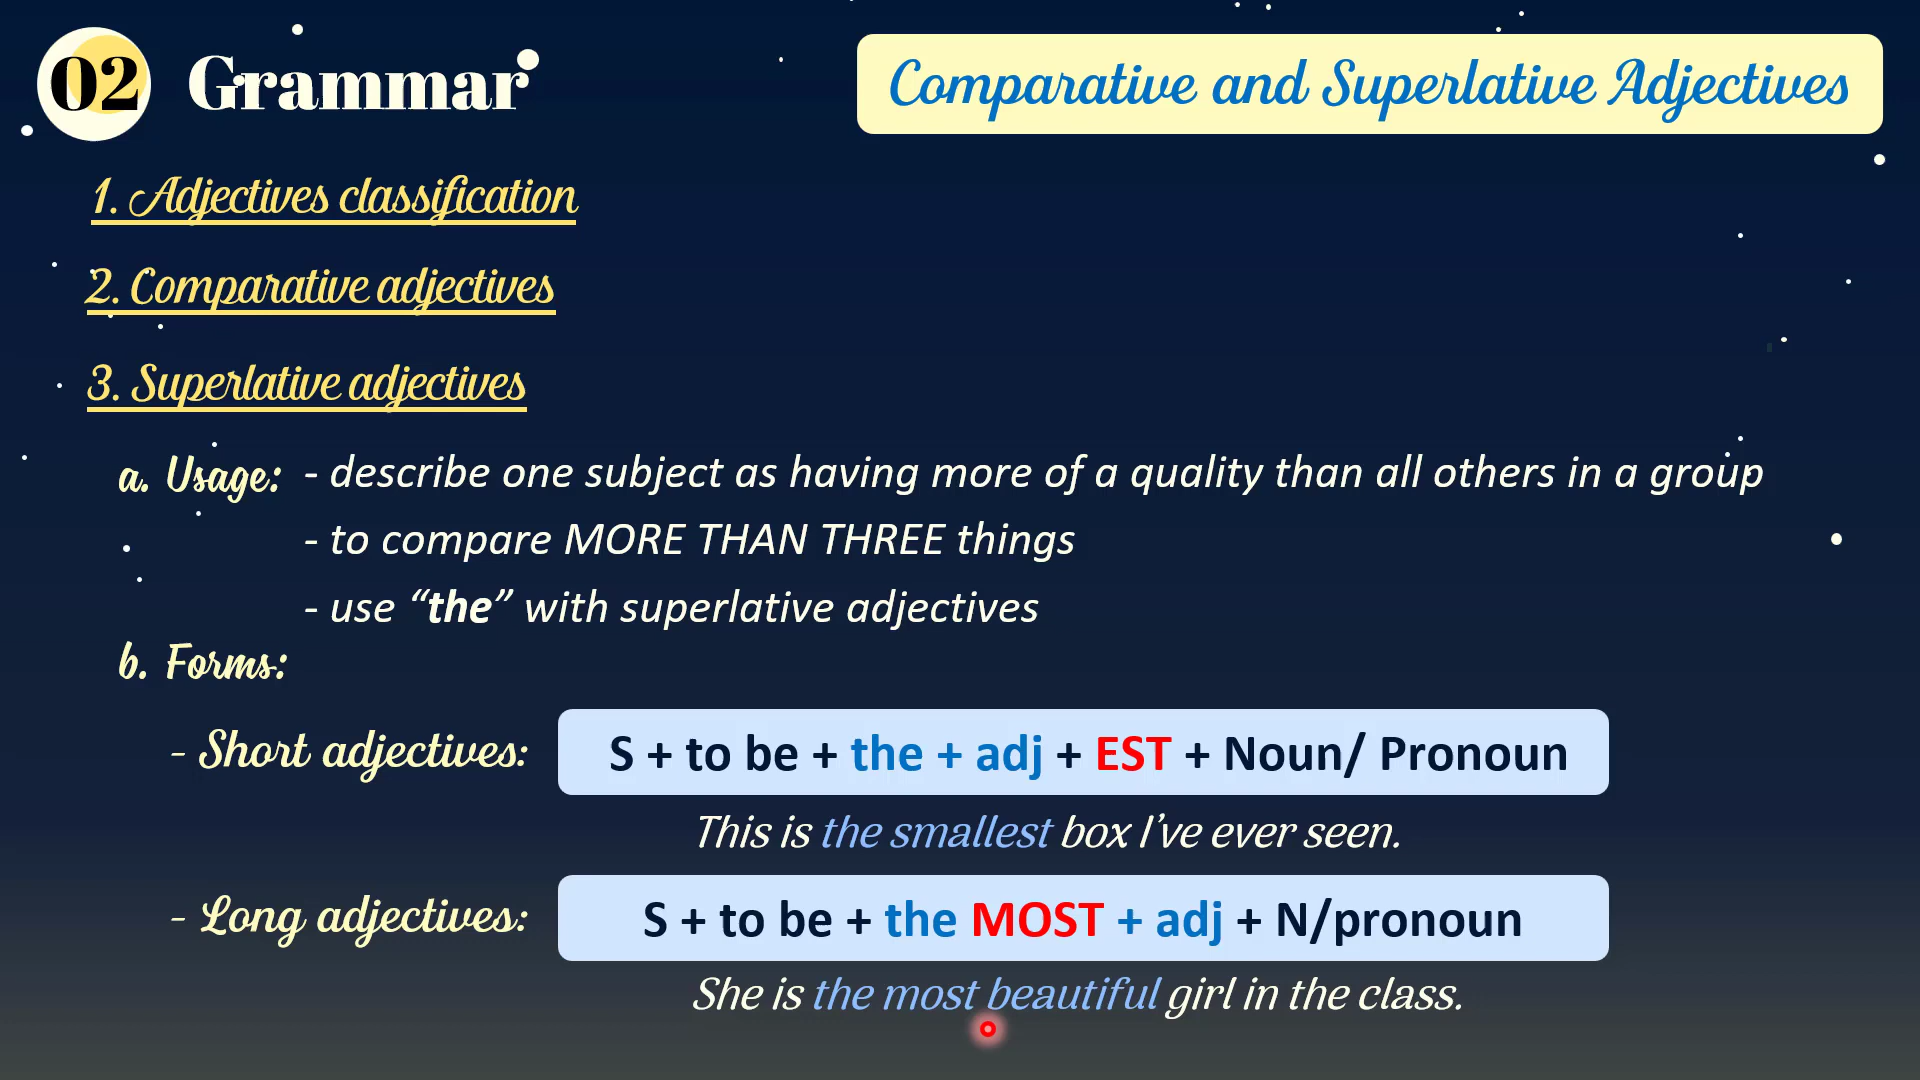 02 Grammar
Comparative and Superlative Adjectives
1. Adjectives classification
2. Comparative adjectives
3. Superlative adjectives
a. Usage: - describe one subject as having more of a quality than all others in a group
- to compare MORE THAN THREE things
- use “the” with superlative adjectives
b. Forms:
- Short adjectives: S + to be + the + adj + EST + Noun/ Pronoun
This is the smallest box I’ve ever seen.
- Long adjectives: S + to be + the MOST + adj + N/pronoun
She is the most beautiful girl in the class.